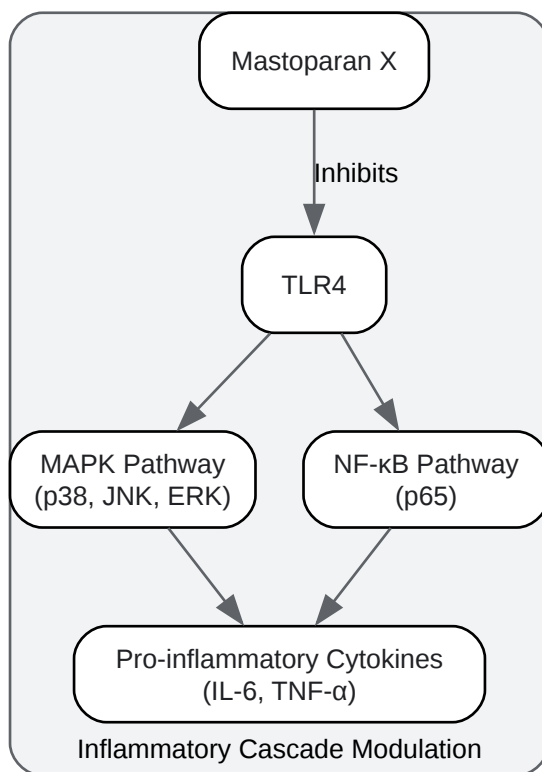 Mastoparan X
Inhibits
TLR4
MAPK Pathway
(p38, JNK, ERK)
NF-κB Pathway
(p65)
Pro-inflammatory Cytokines
(IL-6, TNF-α)
Inflammatory Cascade Modulation